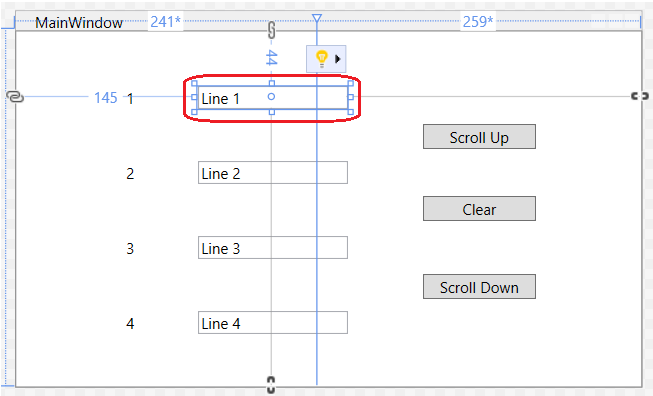 MainWindow 241* 259*
44
145 1 Line 1
Scroll Up
2 Line 2
Clear
3 Line 3
Scroll Down
4 Line 4